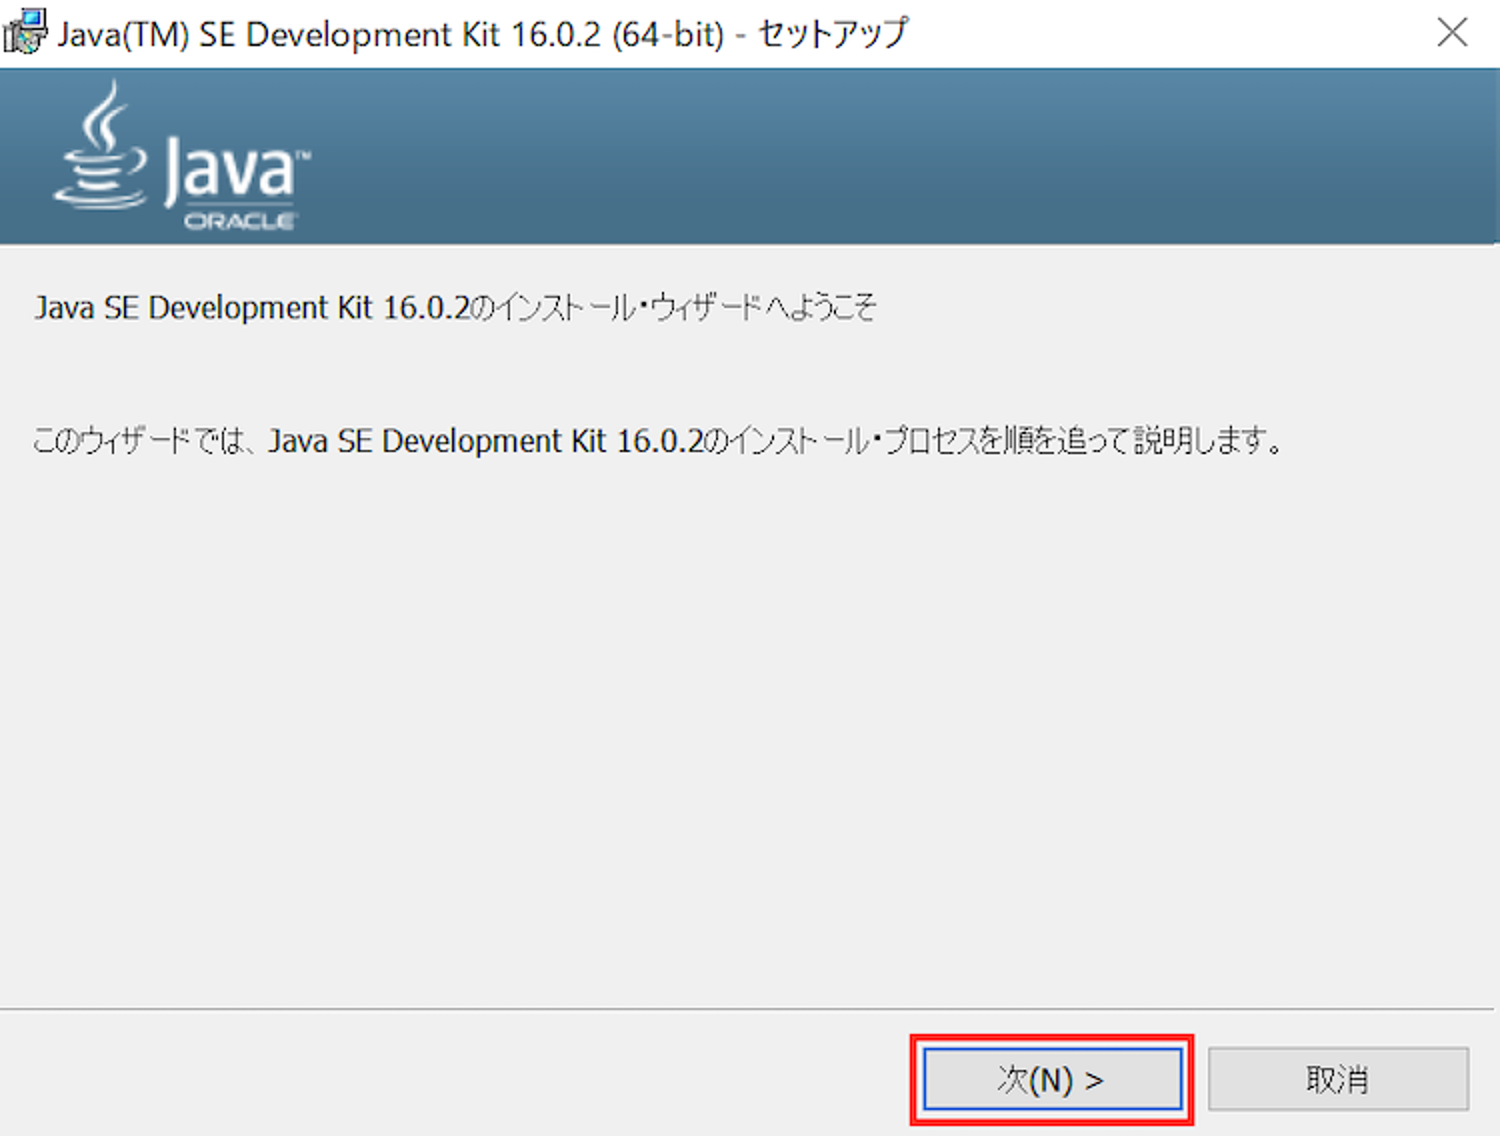 Java(TM) SE Development Kit 16.0.2 (64-bit) - セットアップ
Java™
ORACLE
Java SE Development Kit 16.0.2のインストール・ウィザードへようこそ
このウィザードでは、Java SE Development Kit 16.0.2のインストール・プロセスを順を追って説明します。
次(N) >
取消